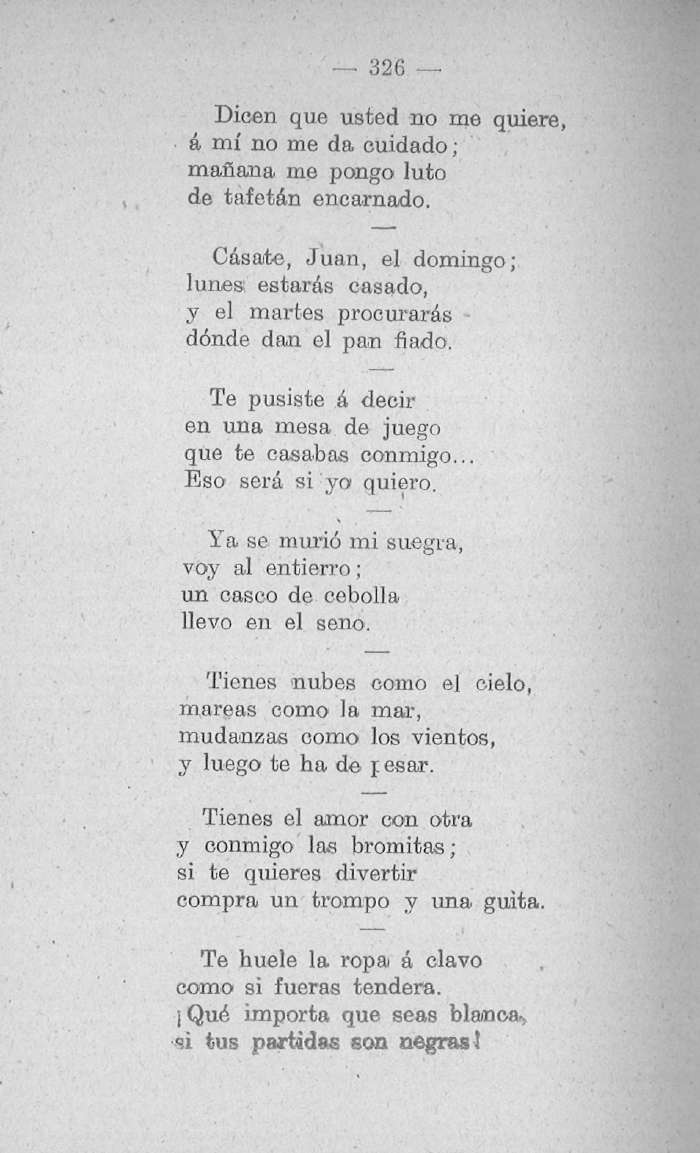 — 326 —
Dicen que usted no me quiere,
á mí no me da cuidado;
mañana me pongo luto
de tafetán encarnado.
—
Cásate, Juan, el domingo;
lunes estarás casado,
y el martes procurarás
dónde dan el pan fiado.
—
Te pusiste á decir
en una mesa de juego
que te casabas conmigo...
Eso será si yo quiero.
—
Ya se murió mi suegra,
voy al entierro;
un casco de cebolla
llevo en el seno.
—
Tienes nubes como el cielo,
mareas como la mar,
mudanzas como los vientos,
y luego te ha de pesar.
—
Tienes el amor con otra
y conmigo las bromitas;
si te quieres divertir
compra un trompo y una guita.
—
Te huele la ropa á clavo
como si fueras tendera.
¡Qué importa que seas blanca,
si tus partidas son negras!